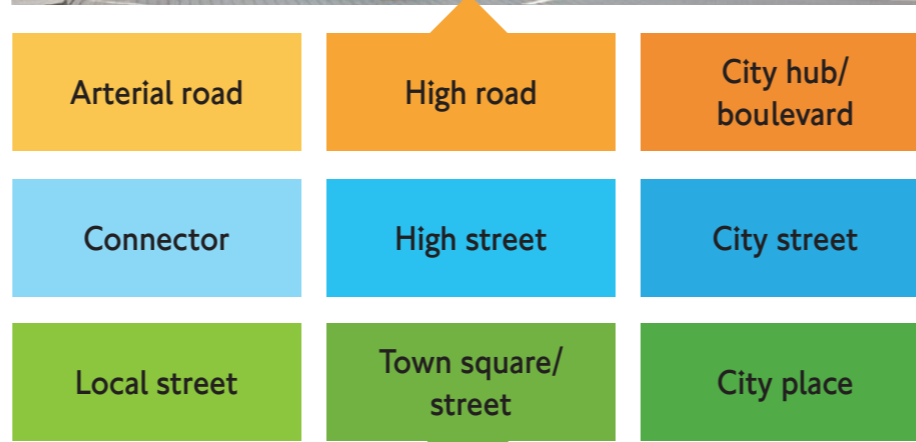 Arterial road
High road
City hub/
boulevard
Connector
High street
City street
Local street
Town square/
street
City place